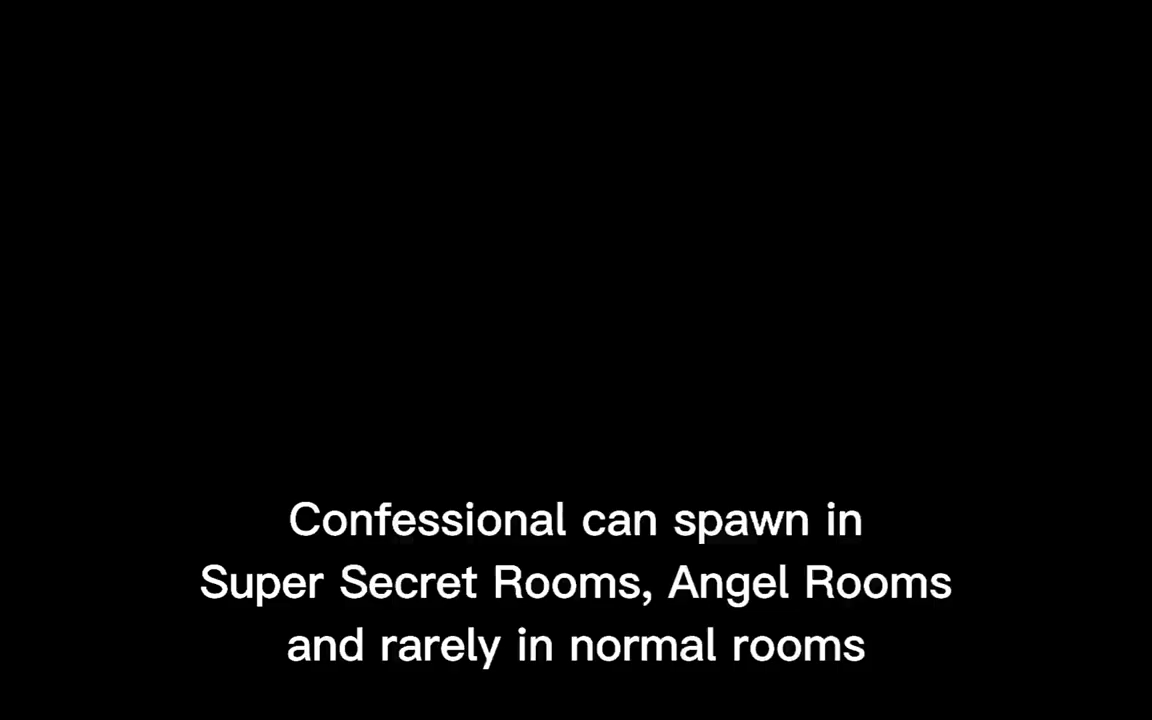 Confessional can spawn in
Super Secret Rooms, Angel Rooms
and rarely in normal rooms